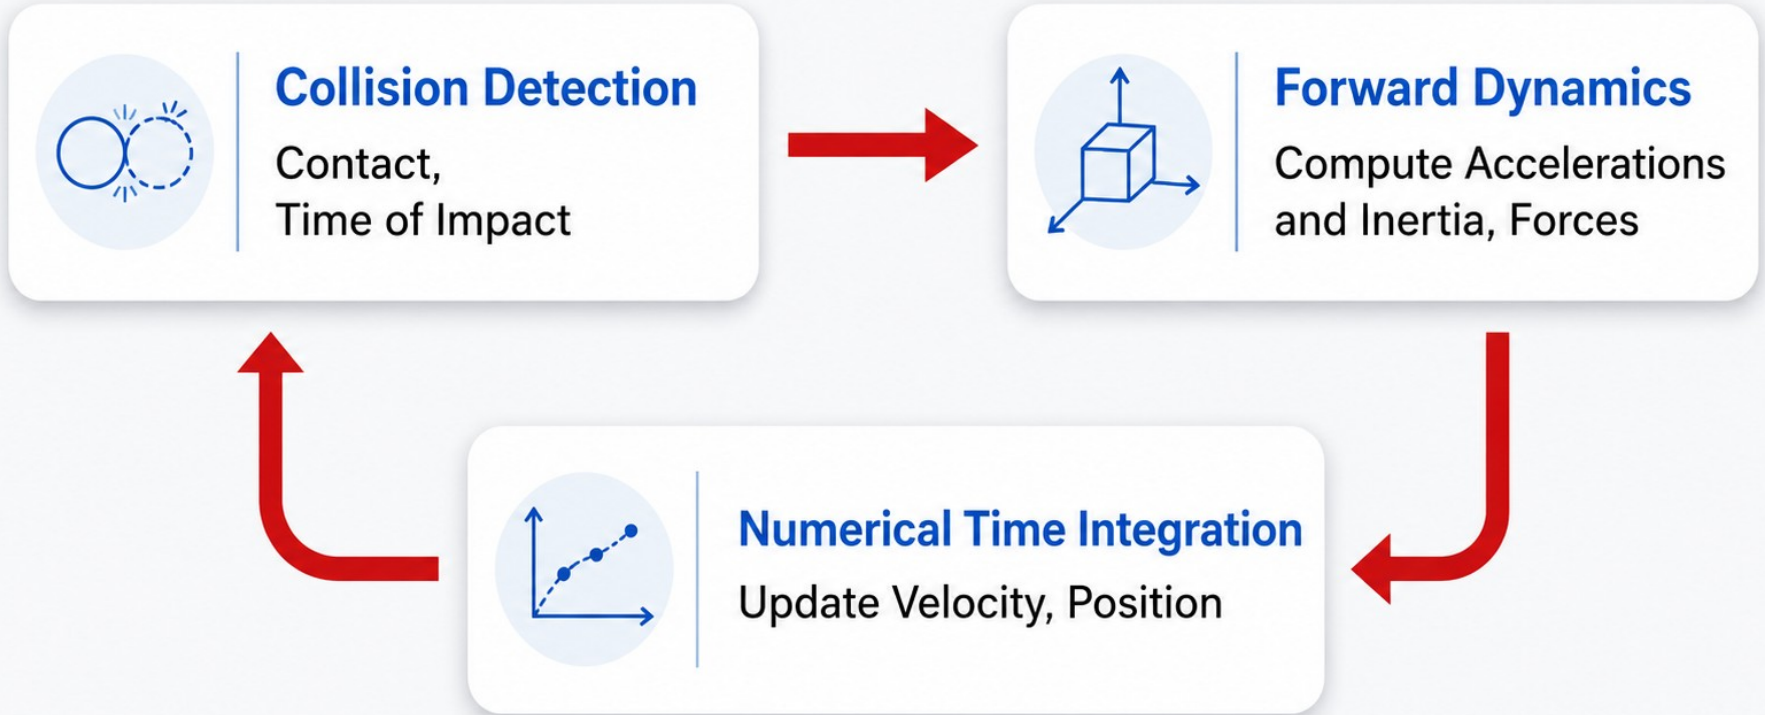 Collision Detection
Contact,
Time of Impact
Forward Dynamics
Compute Accelerations
and Inertia, Forces
Numerical Time Integration
Update Velocity, Position